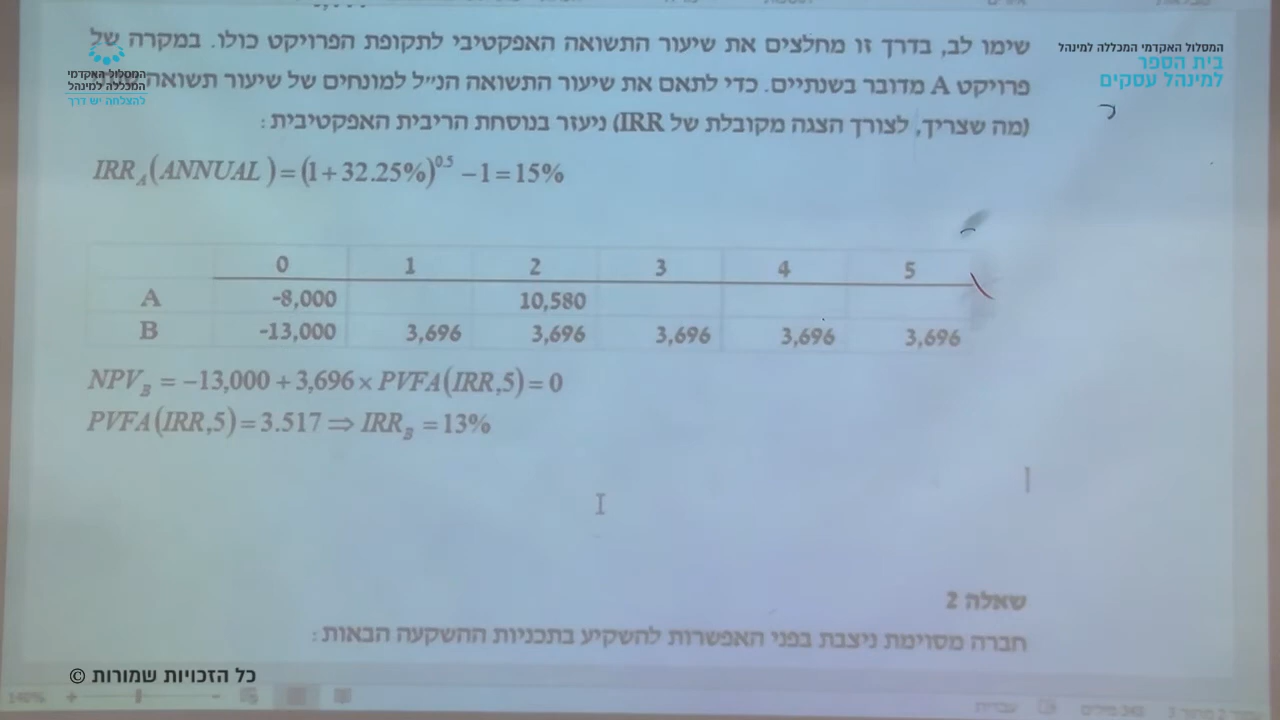 המסלול האקדמי המכללה למינהל
בית הספר
למינהל עסקים
המסלול האקדמי
המכללה למינהל
להצלחה יש דרך
שימו לב, בדרך זו מחלצים את שיעור התשואה האפקטיבי לתקופת הפרויקט כולו. במקרה של
פרויקט A מדובר בשנתיים. כדי לתאם את שיעור התשואה הנ״ל למונחים של שיעור תשואה
(מה שצריך, לצורך הצגה מקובלת של IRR) ניעזר בנוסחת הריבית האפקטיבית:
IRR_A(ANNUAL) = (1+32.25%)^0.5 −1 = 15%
0 1 2 3 4 5
A -8,000 10,580
B -13,000 3,696 3,696 3,696 3,696 3,696
NPV_B = −13,000 + 3,696 × PVFA(IRR,5) = 0
PVFA(IRR,5) = 3.517 ⇒ IRR_B = 13%
שאלה 2
חברה מסוימת ניצבת בפני האפשרות להשקיע בתכניות ההשקעה הבאות:
כל הזכויות שמורות ©
140%
עברית